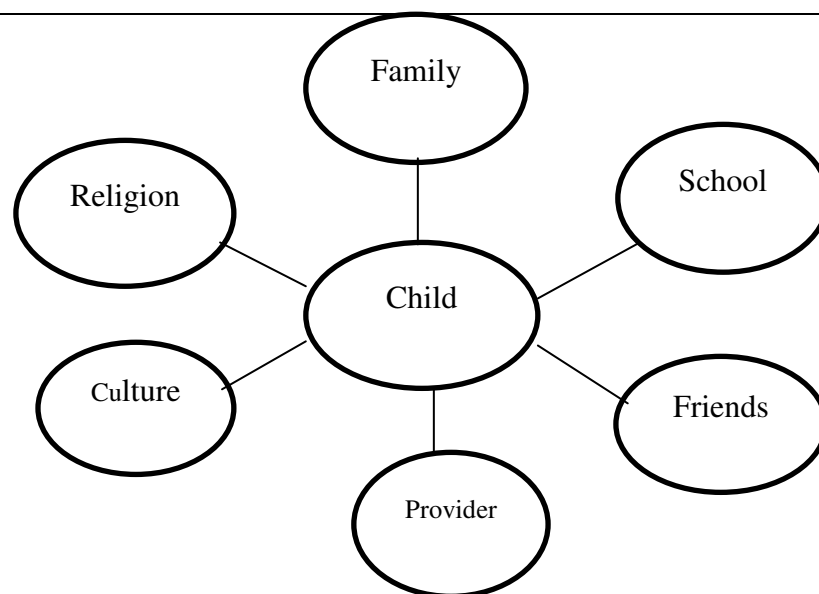 Family
Religion
School
Child
Culture
Friends
Provider